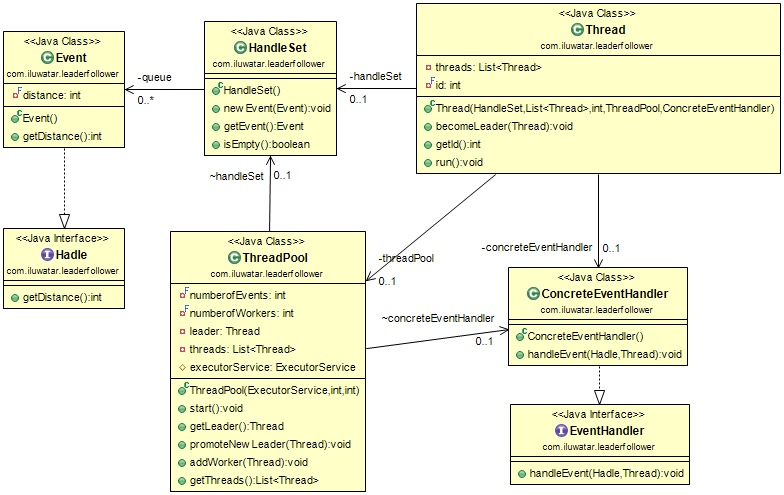 <<Java Class>>
Event
com.iluwatar.leaderfollower
distance: int
Event()
getDistance():int
-queue
0..*
<<Java Class>>
HandleSet
com.iluwatar.leaderfollower
HandleSet()
new Event(Event):void
getEvent():Event
isEmpty():boolean
-handleSet
0..1
<<Java Class>>
Thread
com.iluwatar.leaderfollower
threads: List<Thread>
id: int
Thread(HandleSet,List<Thread>,int,ThreadPool,ConcreteEventHandler)
becomeLeader(Thread):void
getId():int
run():void
~handleSet
0..1
<<Java Interface>>
Hadle
com.iluwatar.leaderfollower
getDistance():int
<<Java Class>>
ThreadPool
com.iluwatar.leaderfollower
numberofEvents: int
numberofWorkers: int
leader: Thread
threads: List<Thread>
executorService: ExecutorService
ThreadPool(ExecutorService,int,int)
start():void
getLeader():Thread
promoteNew Leader(Thread):void
addWorker(Thread):void
getThreads():List<Thread>
-threadPool
0..1
-concreteEventHandler
0..1
~concreteEventHandler
0..1
<<Java Class>>
ConcreteEventHandler
com.iluwatar.leaderfollower
ConcreteEventHandler()
handleEvent(Hadle,Thread):void
<<Java Interface>>
EventHandler
com.iluwatar.leaderfollower
handleEvent(Hadle,Thread):void